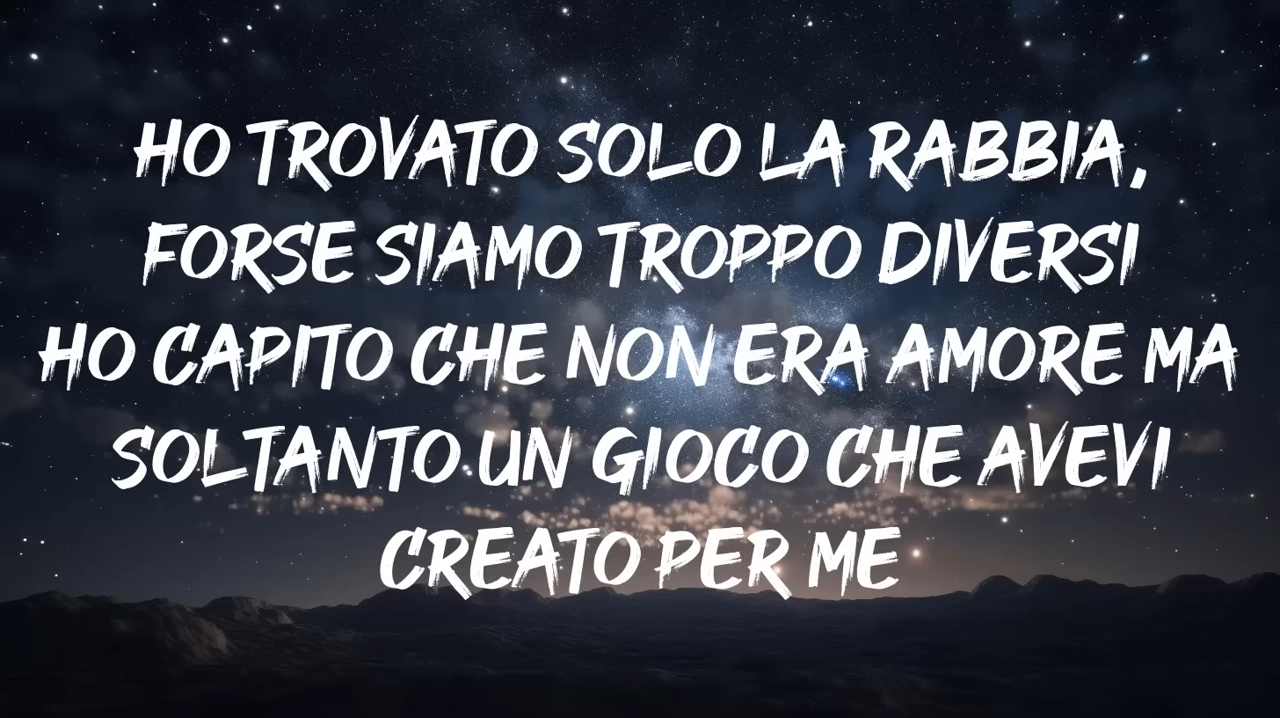 HO TROVATO SOLO LA RABBIA,
FORSE SIAMO TROPPO DIVERSI
HO CAPITO CHE NON ERA AMORE MA
SOLTANTO UN GIOCO CHE AVEVI
CREATO PER ME